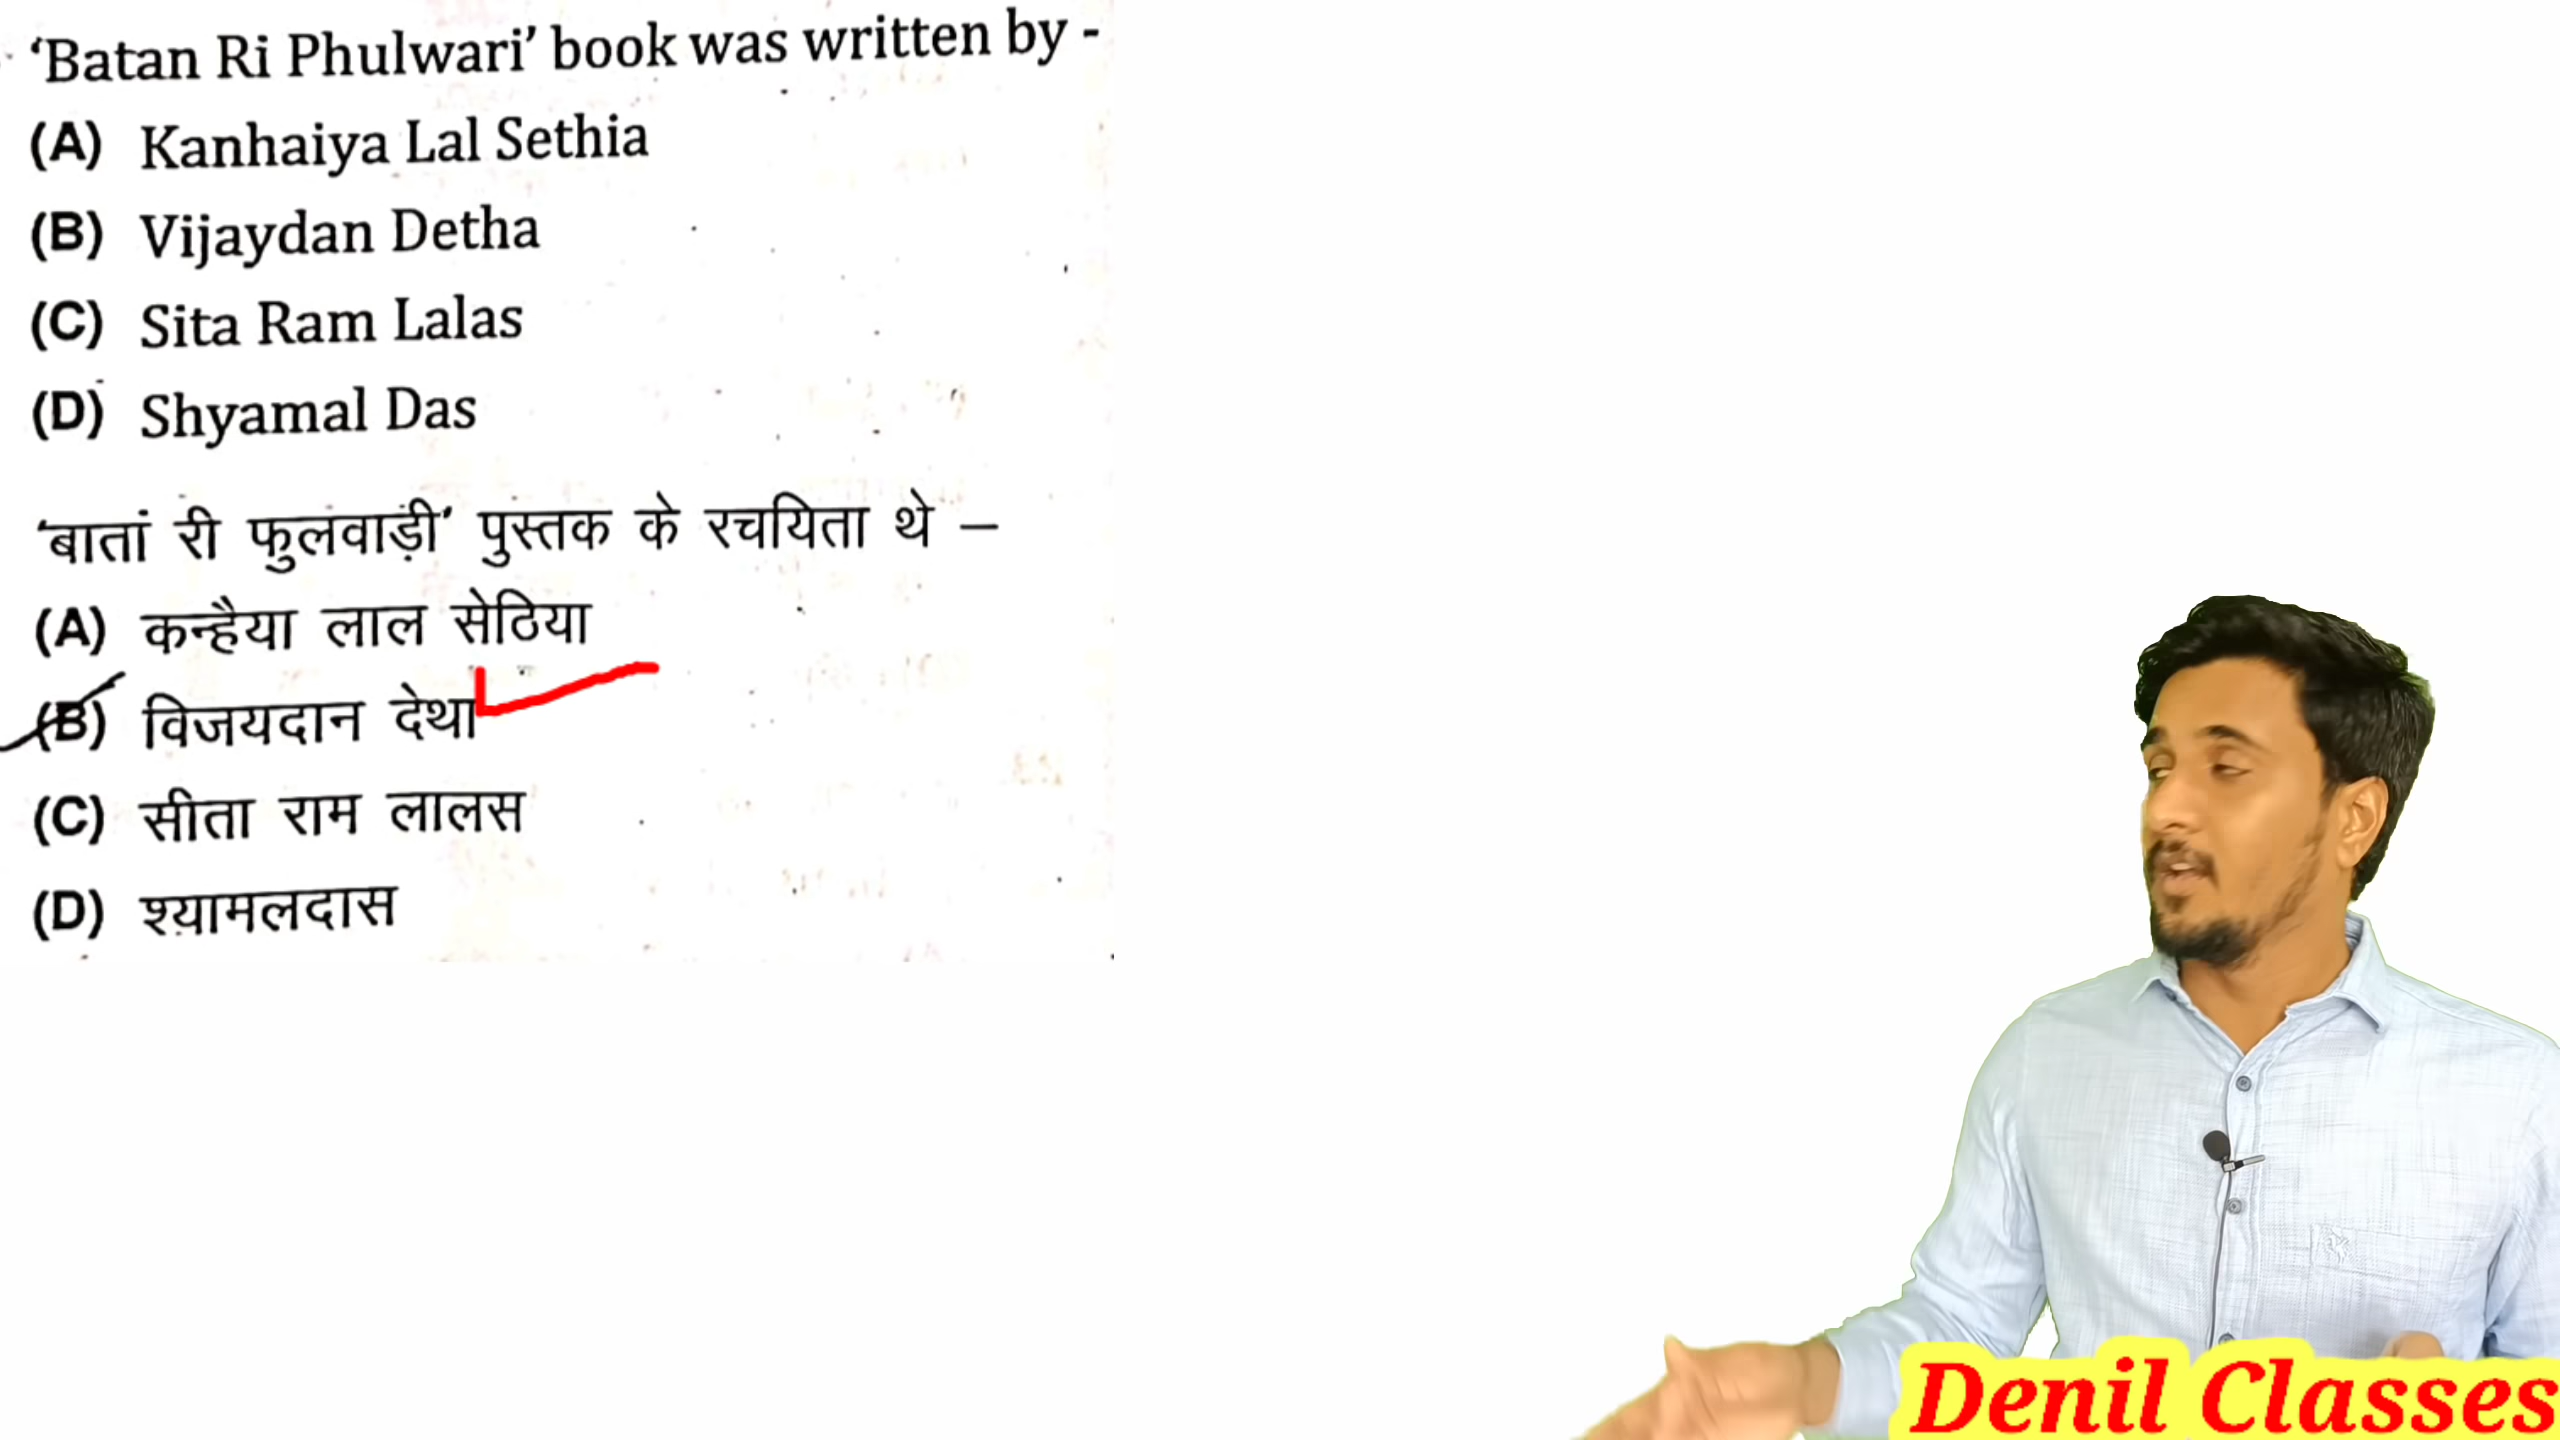 ‘Batan Ri Phulwari’ book was written by -
(A) Kanhaiya Lal Sethia
(B) Vijaydan Detha
(C) Sita Ram Lalas
(D) Shyamal Das
‘बातां री फुलवाड़ी’ पुस्तक के रचयिता थे –
(A) कन्हैया लाल सेठिया
(B) विजयदान देथा
(C) सीता राम लालस
(D) श्यामलदास
Denil Classes